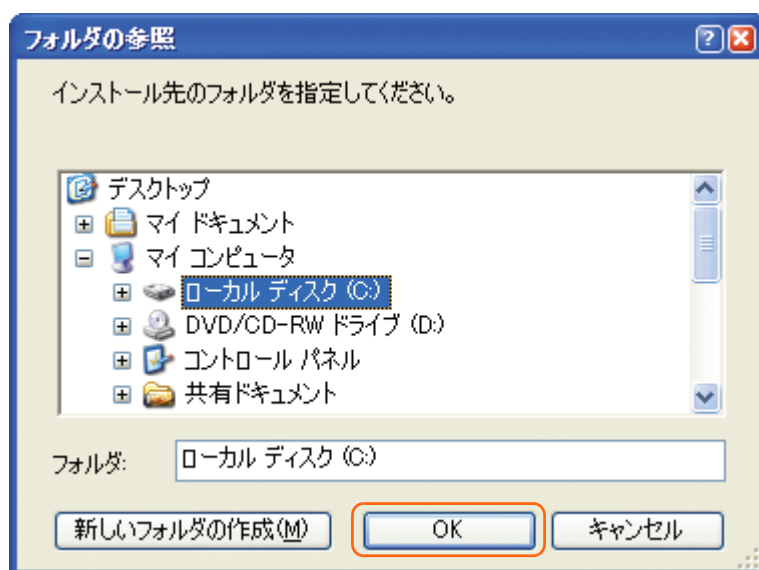 フォルダの参照
インストール先のフォルダを指定してください。
デスクトップ
マイ ドキュメント
マイ コンピュータ
ローカル ディスク (C:)
DVD/CD-RW ドライブ (D:)
コントロール パネル
共有ドキュメント
フォルダ: ローカル ディスク (C:)
新しいフォルダの作成(M) OK キャンセル